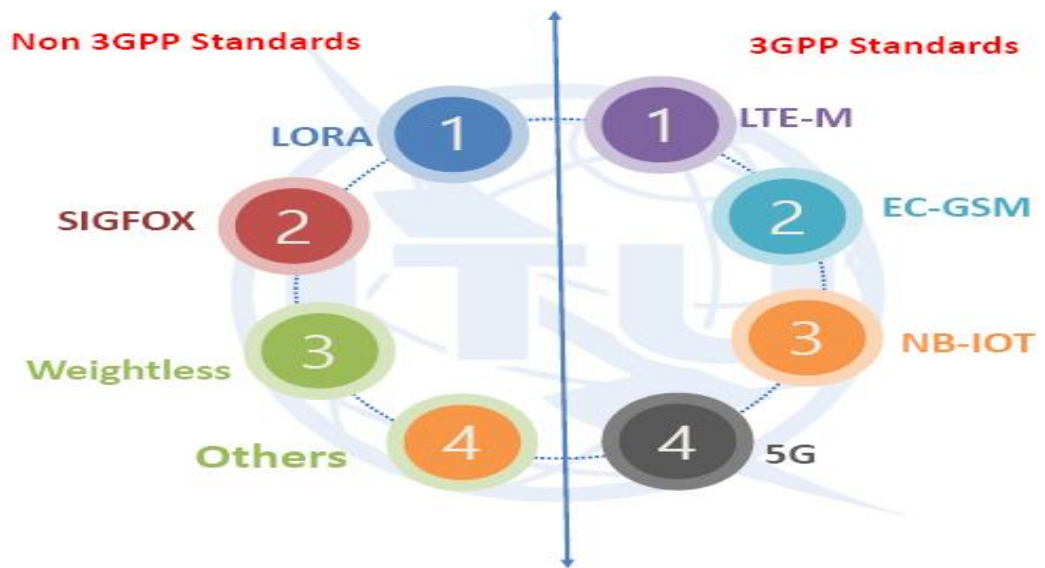 Non 3GPP Standards
3GPP Standards
LORA
1
SIGFOX
2
Weightless
3
Others
4
1
LTE-M
2
EC-GSM
3
NB-IOT
4
5G
ITU